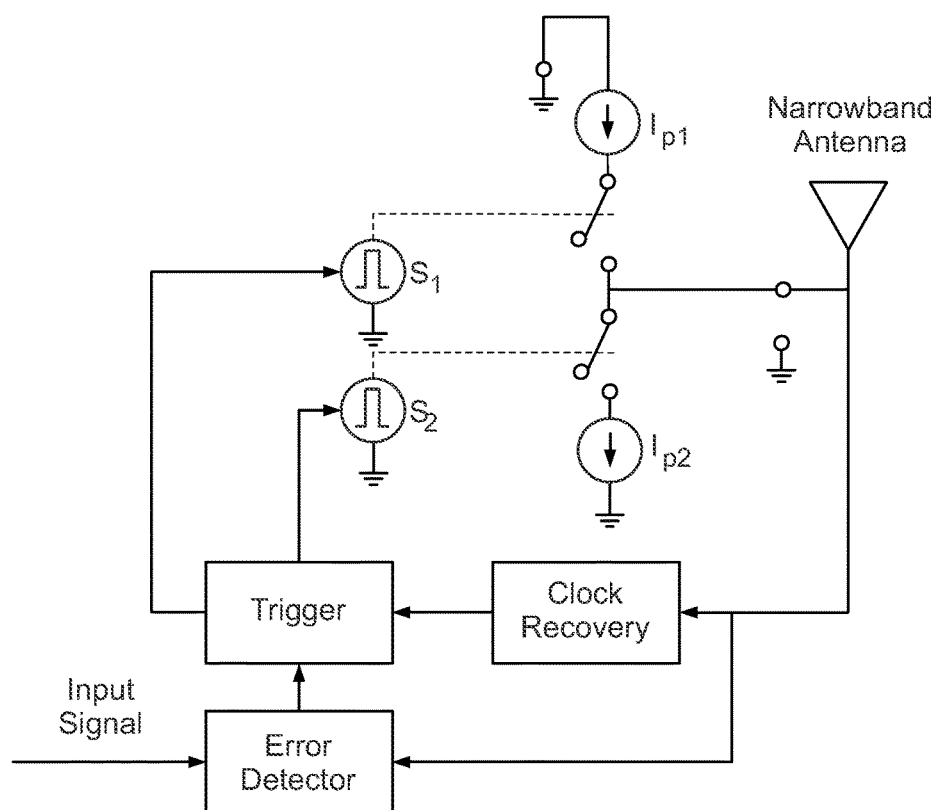 Narrowband
Antenna
Ip1
S1
S2
Ip2
Trigger
Clock
Recovery
Input
Signal
Error
Detector